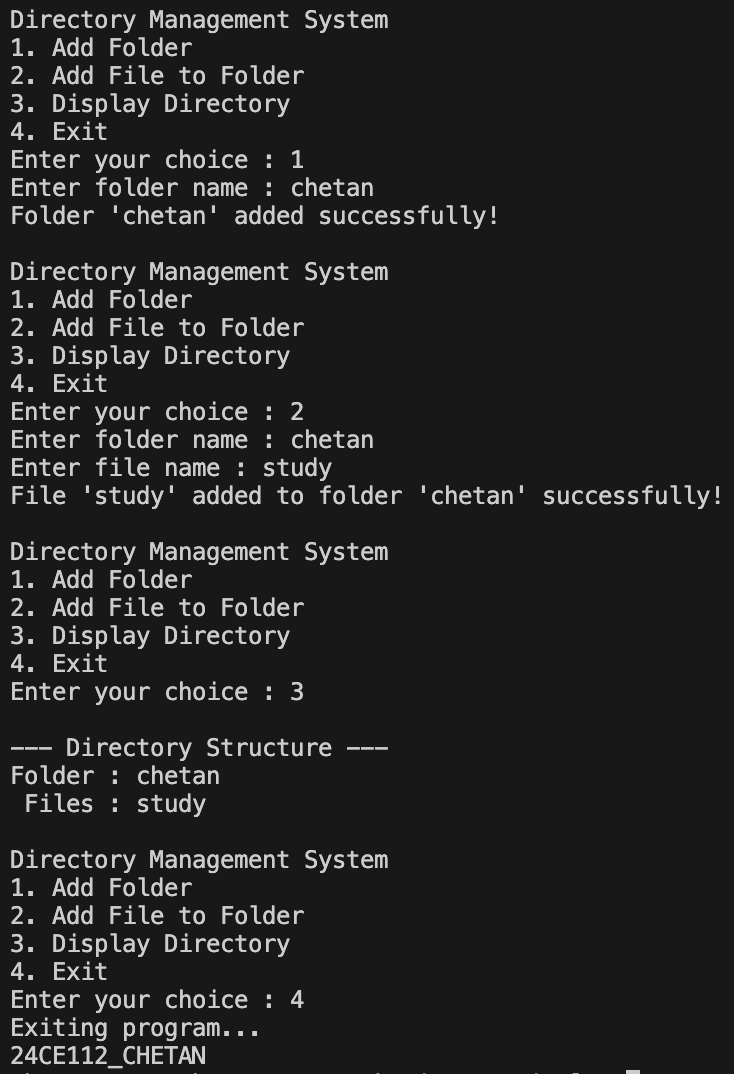 Directory Management System
1. Add Folder
2. Add File to Folder
3. Display Directory
4. Exit
Enter your choice : 1
Enter folder name : chetan
Folder 'chetan' added successfully!
Directory Management System
1. Add Folder
2. Add File to Folder
3. Display Directory
4. Exit
Enter your choice : 2
Enter folder name : chetan
Enter file name : study
File 'study' added to folder 'chetan' successfully!
Directory Management System
1. Add Folder
2. Add File to Folder
3. Display Directory
4. Exit
Enter your choice : 3
--- Directory Structure ---
Folder : chetan
 Files : study
Directory Management System
1. Add Folder
2. Add File to Folder
3. Display Directory
4. Exit
Enter your choice : 4
Exiting program...
24CE112_CHETAN